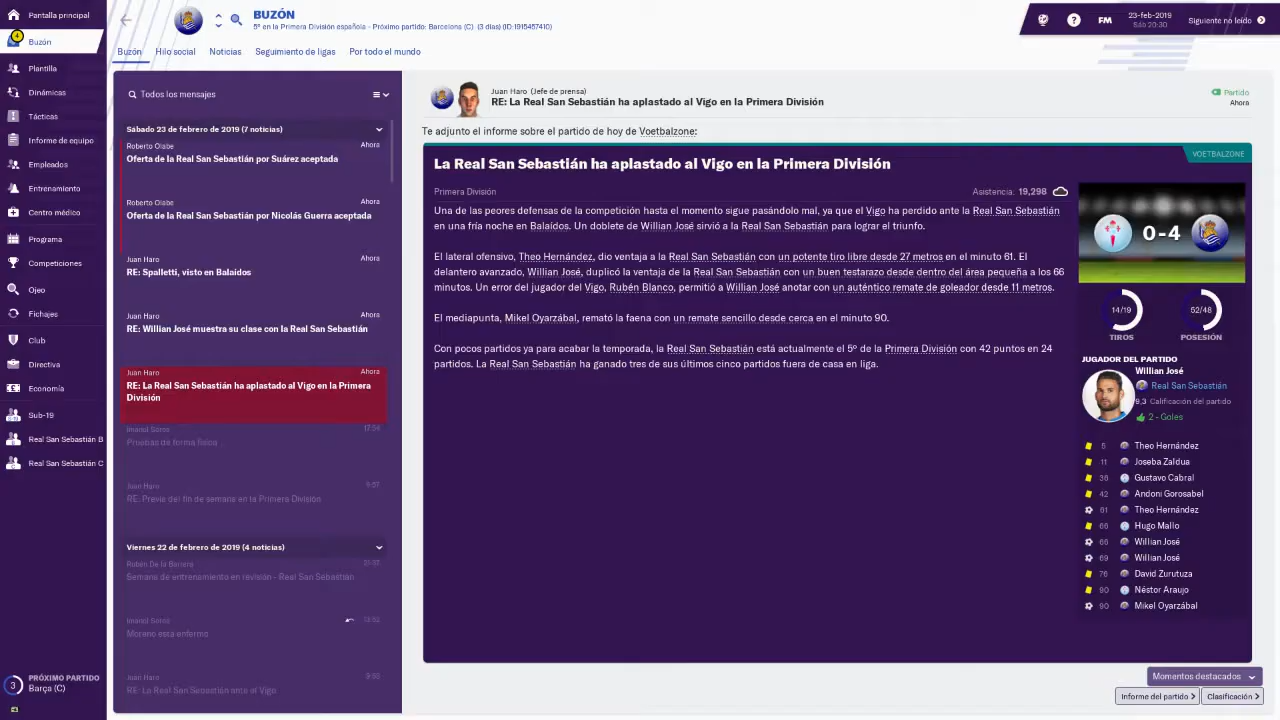 Pantalla principal
4
Buzón
Plantilla
Dinámicas
Tácticas
Informe de equipo
Empleados
Entrenamiento
Centro médico
Programa
Competiciones
Ojeo
Fichajes
Club
Directiva
Economía
Sub-19
Real San Sebastián B
Real San Sebastián C
3
PRÓXIMO PARTIDO
Barça (C)
BUZÓN
5º en la Primera División española - Próximo partido: Barcelona (C) (3 días) (ID:1915457410)
? FM
23-feb-2019
Sáb 20:30
Siguiente no leído
Buzón Hilo social Noticias Seguimiento de ligas Por todo el mundo
Todos los mensajes
Sábado 23 de febrero de 2019 (7 noticias)
Roberto Olabe Ahora
Oferta de la Real San Sebastián por Suárez aceptada
Roberto Olabe Ahora
Oferta de la Real San Sebastián por Nicolás Guerra aceptada
Juan Haro Ahora
RE: Spalletti, visto en Balaídos
Juan Haro Ahora
RE: Willian José muestra su clase con la Real San Sebastián
Juan Haro Ahora
RE: La Real San Sebastián ha aplastado al Vigo en la Primera
División
Pruebas de forma física
Juan Haro
RE: Previa del fin de semana en la Primera División
Viernes 22 de febrero de 2019 (4 noticias)
Rubén De la Barrera
Semana de entrenamiento en revisión - Real San Sebastián
Moreno está enfermo
Juan Haro
RE: La Real San Sebastián ante el Vigo
Juan Haro (Jefe de prensa)
RE: La Real San Sebastián ha aplastado al Vigo en la Primera División
Partido
Ahora
Te adjunto el informe sobre el partido de hoy de Voetbalzone:
La Real San Sebastián ha aplastado al Vigo en la Primera División
VOETBALZONE
Primera División
Asistencia: 19,298
Una de las peores defensas de la competición hasta el momento sigue pasándolo mal, ya que el Vigo ha perdido ante la Real San Sebastián
en una fría noche en Balaídos. Un doblete de Willian José sirvió a la Real San Sebastián para lograr el triunfo.
El lateral ofensivo, Theo Hernández, dio ventaja a la Real San Sebastián con un potente tiro libre desde 27 metros en el minuto 61. El
delantero avanzado, Willian José, duplicó la ventaja de la Real San Sebastián con un buen testarazo desde dentro del área pequeña a los 66
minutos. Un error del jugador del Vigo, Rubén Blanco, permitió a Willian José anotar con un auténtico remate de goleador desde 11 metros.
El mediapunta, Mikel Oyarzábal, remató la faena con un remate sencillo desde cerca en el minuto 90.
Con pocos partidos ya para acabar la temporada, la Real San Sebastián está actualmente el 5º de la Primera División con 42 puntos en 24
partidos. La Real San Sebastián ha ganado tres de sus últimos cinco partidos fuera de casa en liga.
0-4
14/19
TIROS
52/48
POSESIÓN
JUGADOR DEL PARTIDO
Willian José
Real San Sebastián
9,3 Calificación del partido
2 - Goles
5 Theo Hernández
11 Joseba Zaldua
36 Gustavo Cabral
42 Andoni Gorosabel
61 Theo Hernández
66 Hugo Mallo
66 Willian José
69 Willian José
76 David Zurutuza
90 Néstor Araujo
90 Mikel Oyarzábal
Momentos destacados
Informe del partido
Clasificación